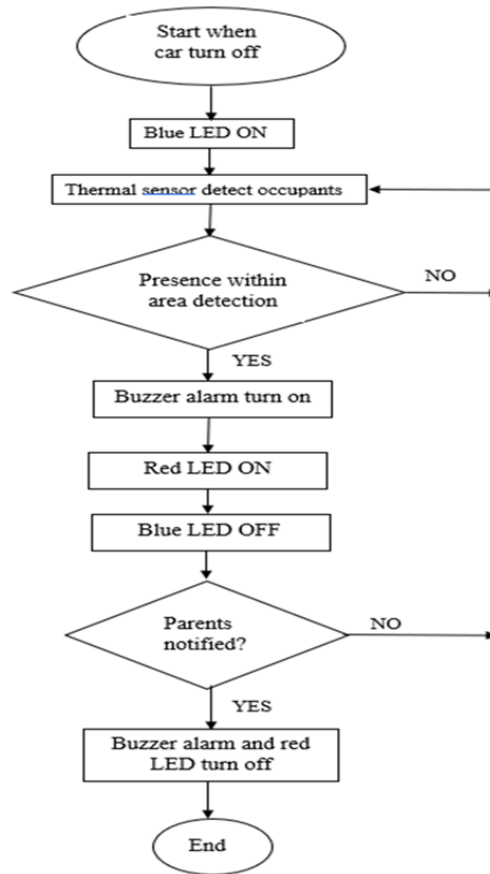 Start when
car turn off
Blue LED ON
Thermal sensor detect occupants
Presence within
area detection
NO
YES
Buzzer alarm turn on
Red LED ON
Blue LED OFF
Parents
notified?
NO
YES
Buzzer alarm and red
LED turn off
End